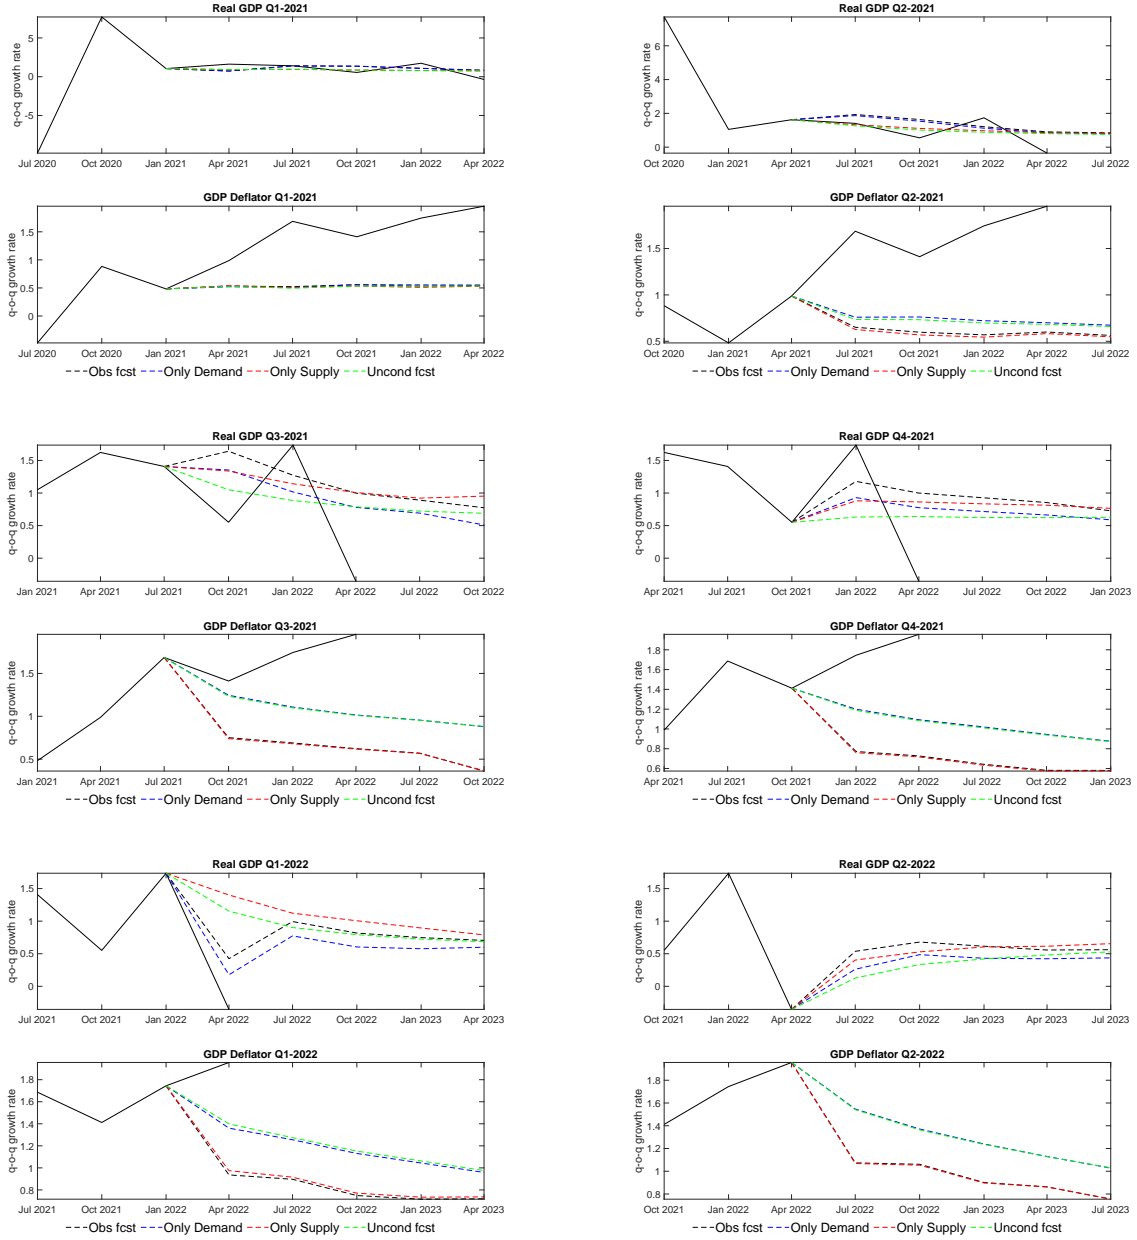 Real GDP Q1-2021
q-o-q growth rate
5
0
-5
Jul 2020 Oct 2020 Jan 2021 Apr 2021 Jul 2021 Oct 2021 Jan 2022 Apr 2022
GDP Deflator Q1-2021
q-o-q growth rate
1.5
1
0.5
0
Jul 2020 Oct 2020 Jan 2021 Apr 2021 Jul 2021 Oct 2021 Jan 2022 Apr 2022
Obs fcst Only Demand Only Supply Uncond fcst
Real GDP Q2-2021
q-o-q growth rate
6
4
2
0
Oct 2020 Jan 2021 Apr 2021 Jul 2021 Oct 2021 Jan 2022 Apr 2022 Jul 2022
GDP Deflator Q2-2021
q-o-q growth rate
1.5
1
0.5
Oct 2020 Jan 2021 Apr 2021 Jul 2021 Oct 2021 Jan 2022 Apr 2022 Jul 2022
Obs fcst Only Demand Only Supply Uncond fcst
Real GDP Q3-2021
q-o-q growth rate
1.5
1
0.5
0
Jan 2021 Apr 2021 Jul 2021 Oct 2021 Jan 2022 Apr 2022 Jul 2022 Oct 2022
GDP Deflator Q3-2021
q-o-q growth rate
1.5
1
0.5
Jan 2021 Apr 2021 Jul 2021 Oct 2021 Jan 2022 Apr 2022 Jul 2022 Oct 2022
Obs fcst Only Demand Only Supply Uncond fcst
Real GDP Q4-2021
q-o-q growth rate
1.5
1
0.5
0
Apr 2021 Jul 2021 Oct 2021 Jan 2022 Apr 2022 Jul 2022 Oct 2022 Jan 2023
GDP Deflator Q4-2021
q-o-q growth rate
1.8
1.6
1.4
1.2
1
0.8
0.6
Apr 2021 Jul 2021 Oct 2021 Jan 2022 Apr 2022 Jul 2022 Oct 2022 Jan 2023
Obs fcst Only Demand Only Supply Uncond fcst
Real GDP Q1-2022
q-o-q growth rate
1.5
1
0.5
0
Jul 2021 Oct 2021 Jan 2022 Apr 2022 Jul 2022 Oct 2022 Jan 2023 Apr 2023
GDP Deflator Q1-2022
q-o-q growth rate
1.8
1.6
1.4
1.2
1
0.8
Jul 2021 Oct 2021 Jan 2022 Apr 2022 Jul 2022 Oct 2022 Jan 2023 Apr 2023
Obs fcst Only Demand Only Supply Uncond fcst
Real GDP Q2-2022
q-o-q growth rate
1.5
1
0.5
0
Oct 2021 Jan 2022 Apr 2022 Jul 2022 Oct 2022 Jan 2023 Apr 2023 Jul 2023
GDP Deflator Q2-2022
q-o-q growth rate
1.8
1.6
1.4
1.2
1
0.8
Oct 2021 Jan 2022 Apr 2022 Jul 2022 Oct 2022 Jan 2023 Apr 2023 Jul 2023
Obs fcst Only Demand Only Supply Uncond fcst